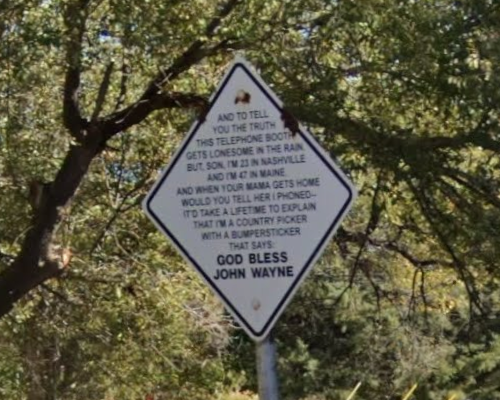 AND TO TELL
YOU THE TRUTH
THIS TELEPHONE BOOTH
GETS LONESOME IN THE RAIN
BUT, SON, I'M 23 IN NASHVILLE
AND I'M 47 IN MAINE
AND WHEN YOUR MAMA GETS HOME
WOULD YOU TELL HER I PHONED--
IT'D TAKE A LIFETIME TO EXPLAIN
THAT I'M A COUNTRY PICKER
WITH A BUMPERSTICKER
THAT SAYS:
GOD BLESS
JOHN WAYNE